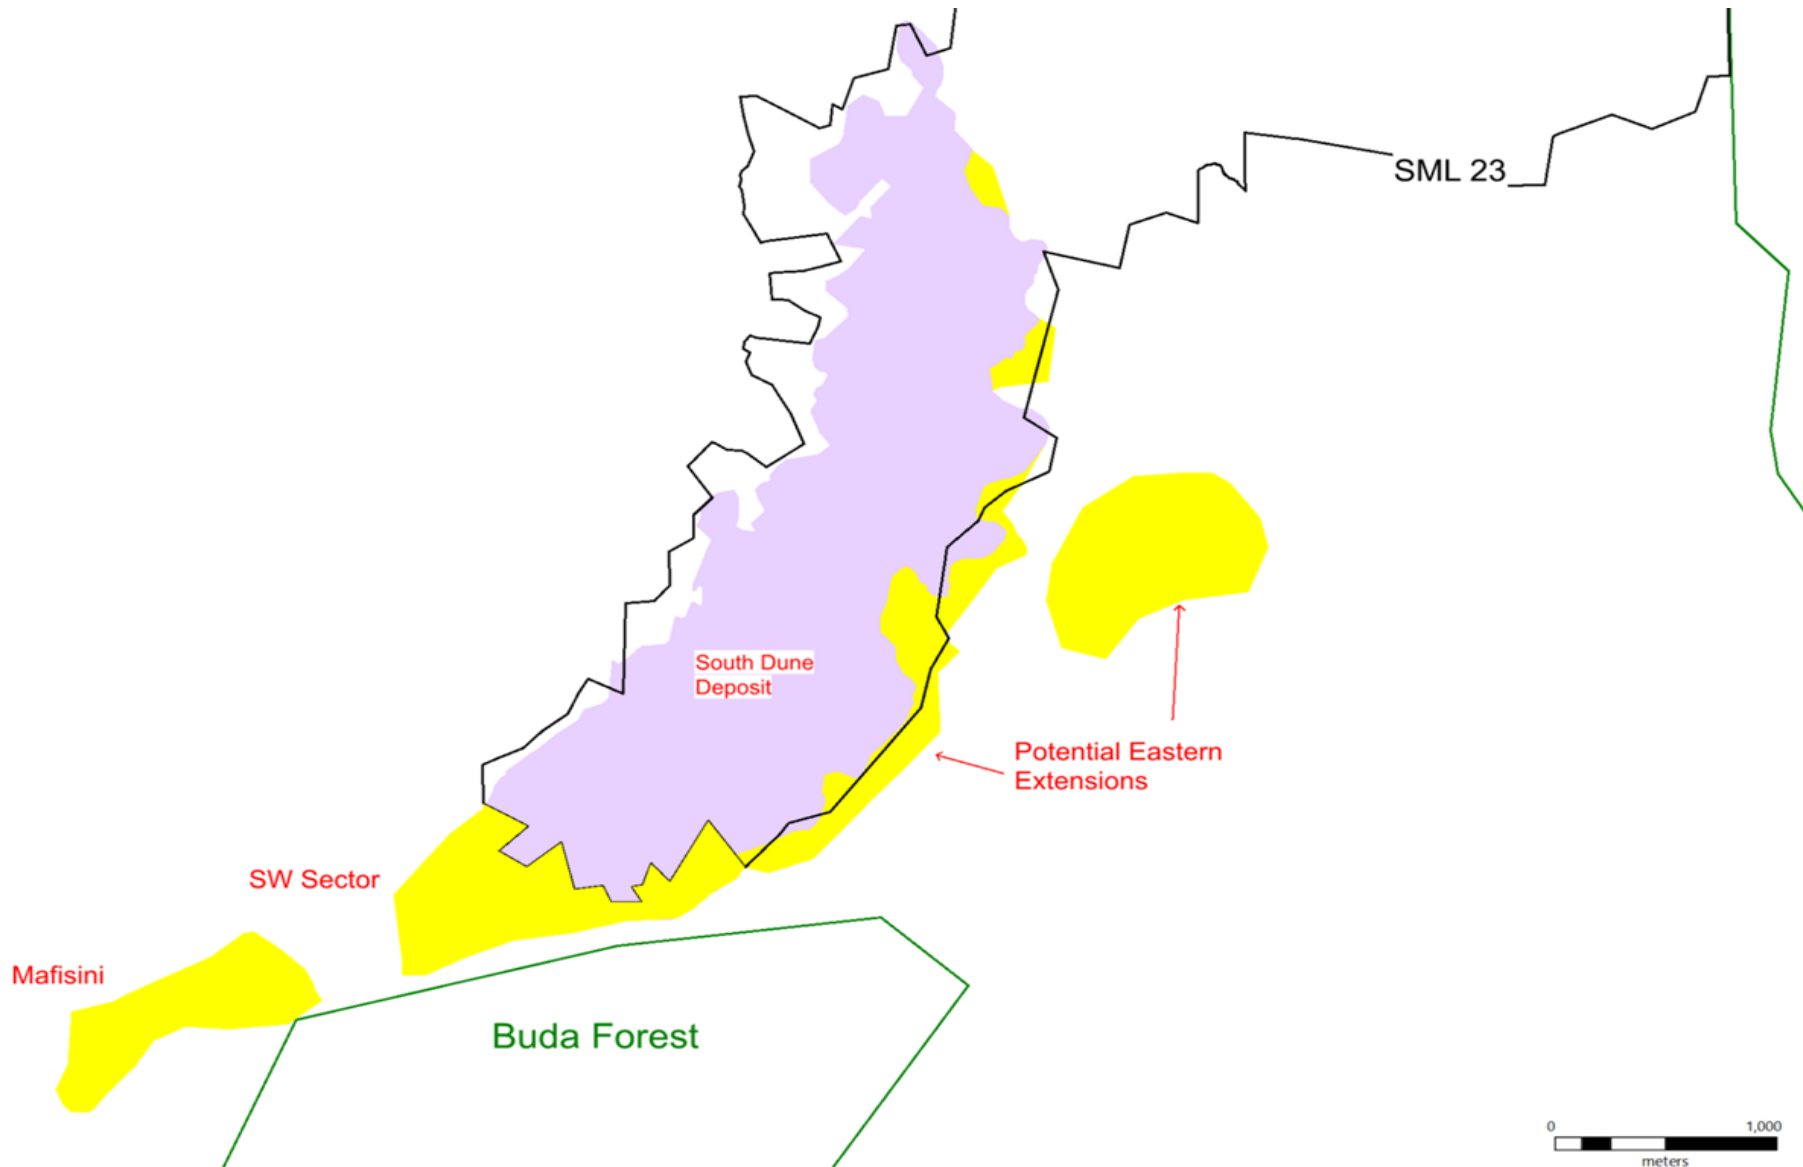 SML 23
South Dune
Deposit
Potential Eastern
Extensions
SW Sector
Mafisini
Buda Forest
0 1,000
meters